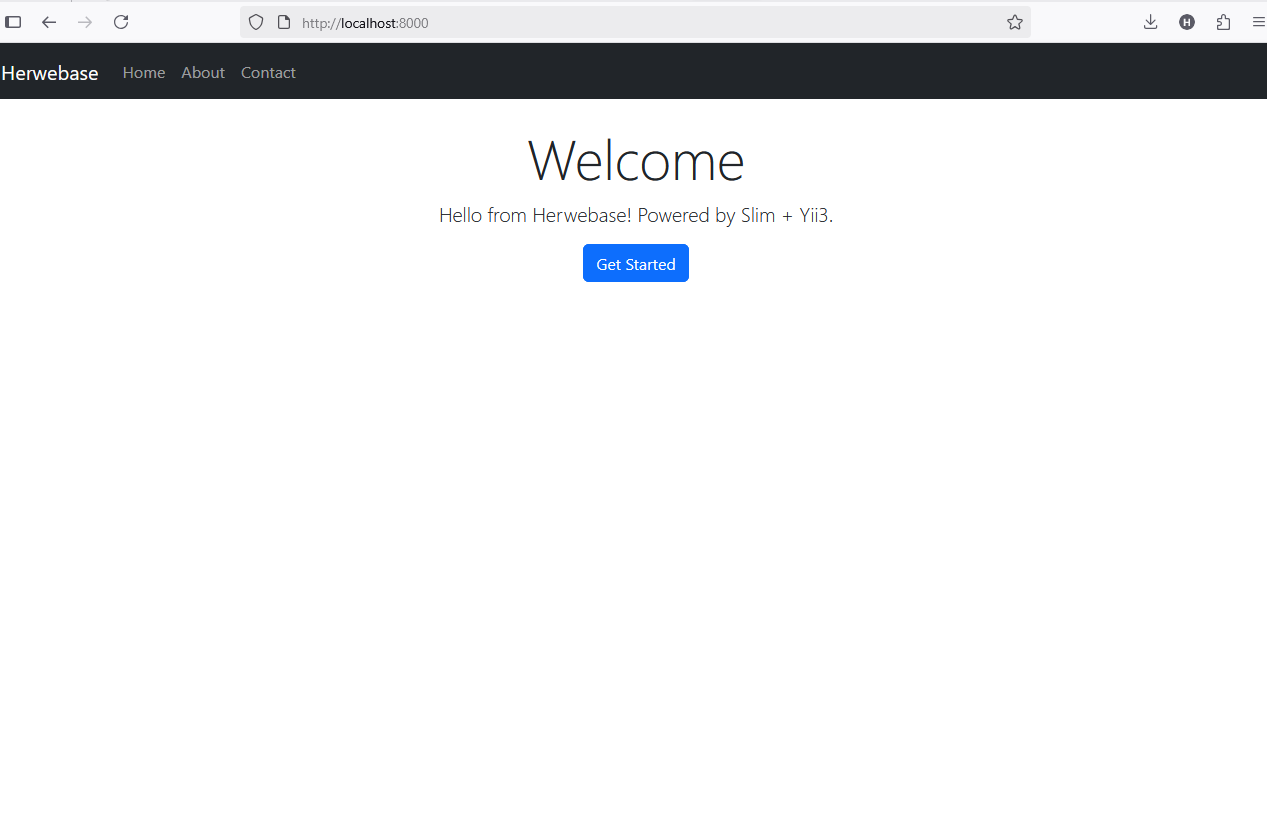 http://localhost:8000
H
Herwebase Home About Contact
Welcome
Hello from Herwebase! Powered by Slim + Yii3.
Get Started